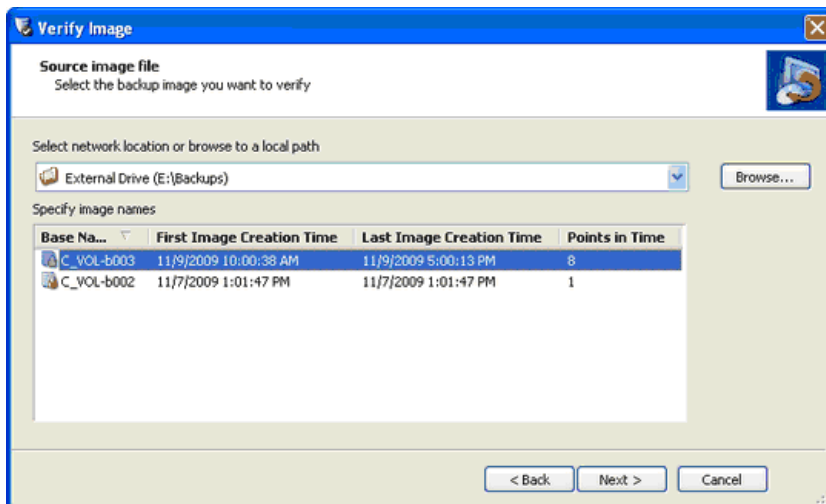 Verify Image
Source image file
Select the backup image you want to verify
Select network location or browse to a local path
External Drive (E:\Backups)
Browse...
Specify image names
Base Na... First Image Creation Time Last Image Creation Time Points in Time
C_VOL-b003 11/9/2009 10:00:38 AM 11/9/2009 5:00:13 PM 8
C_VOL-b002 11/7/2009 1:01:47 PM 11/7/2009 1:01:47 PM 1
< Back Next > Cancel